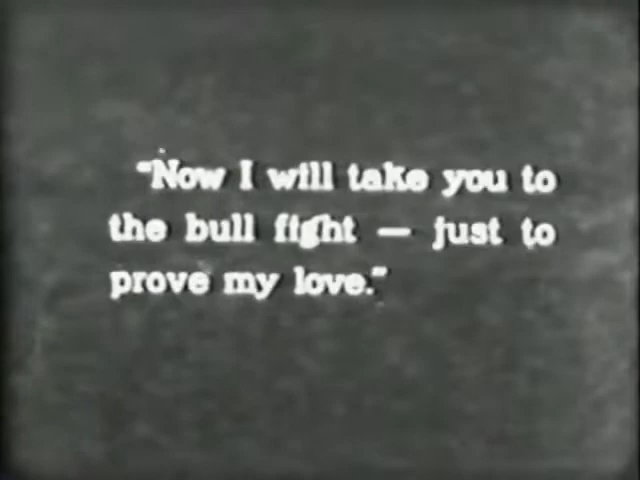 "Now I will take you to
the bull fight — just to
prove my love."